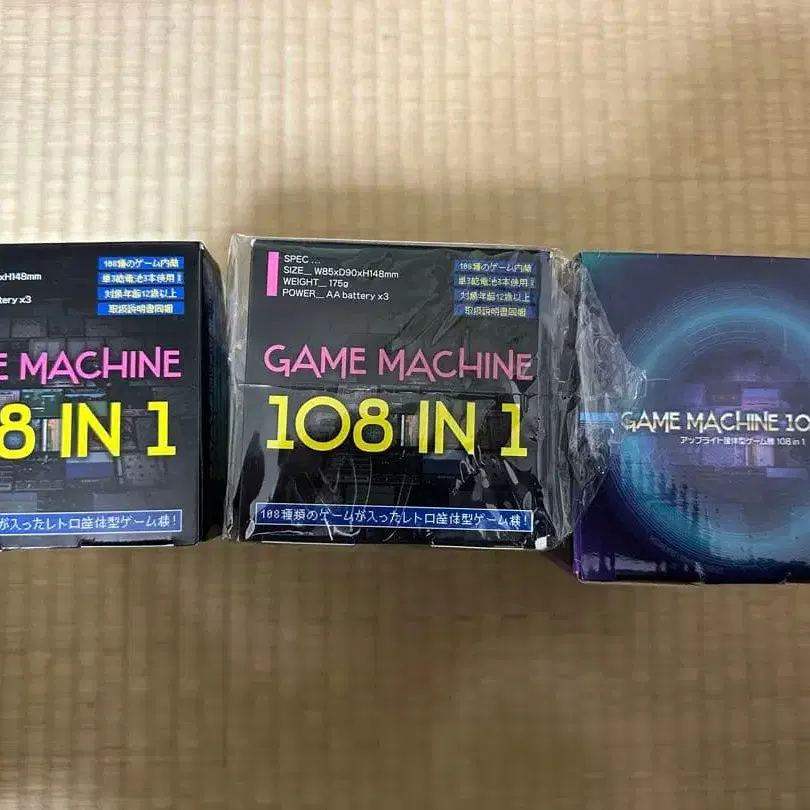 xH148mm
ttery x3
108種のゲーム内蔵
単3乾電池3本使用!
対象年齢12歳以上
取扱説明書同梱
E MACHINE
8 IN 1
が入ったレトロ筐体型ゲーム機!
SPEC ...
SIZE_ W85xD90xH148mm
WEIGHT_ 175g
POWER_ AA battery x3
108種のゲーム内蔵
単3乾電池3本使用!
対象年齢12歳以上
取扱説明書同梱
GAME MACHINE
108 IN 1
108種類のゲームが入ったレトロ筐体型ゲーム機!
GAME MACHINE 10
アップライト筐体型ゲーム機 108 in 1